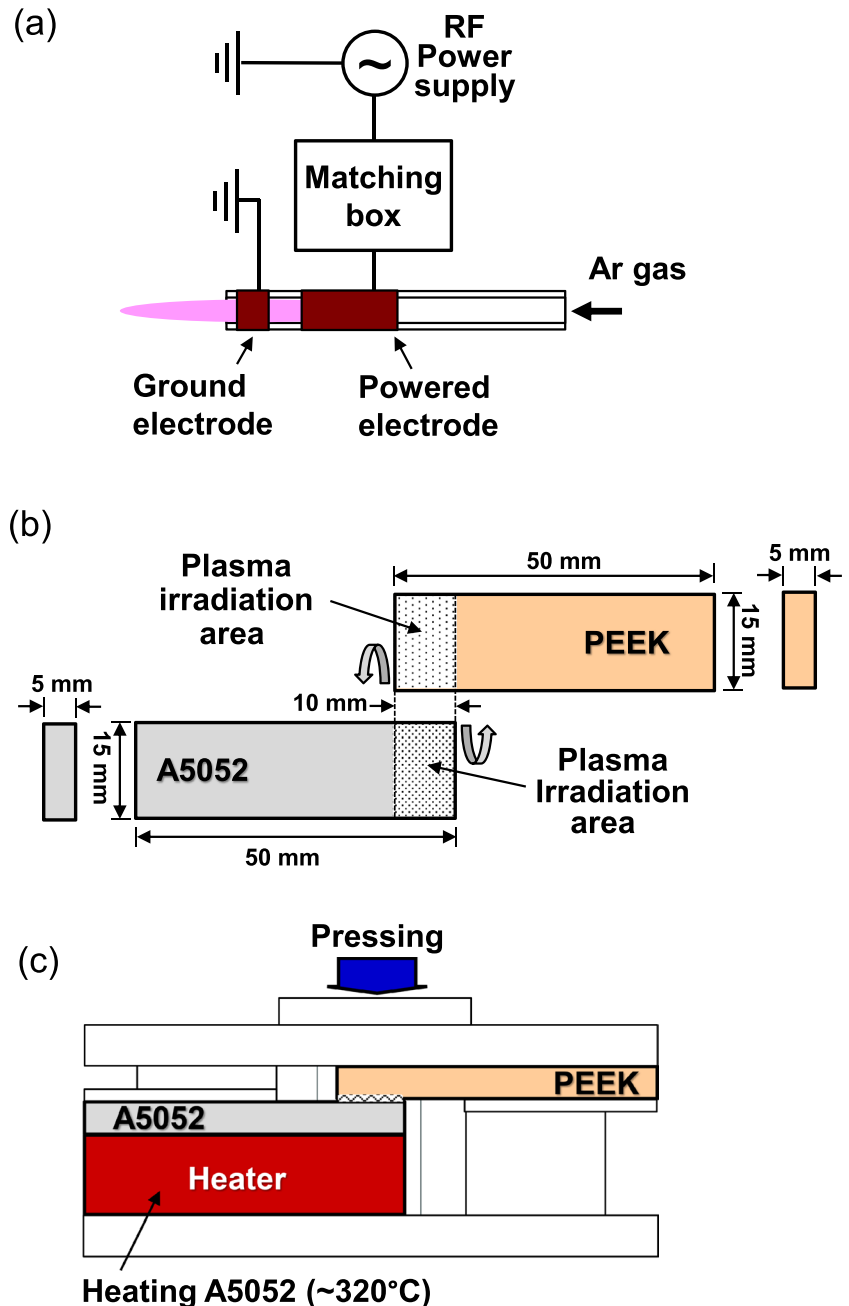 (a)
RF
Power
supply
~
Matching
box
Ar gas
Ground
electrode
Powered
electrode
(b)
Plasma
irradiation
area
50 mm
5 mm
PEEK
15 mm
5 mm
10 mm
15 mm
A5052
Plasma
Irradiation
area
50 mm
(c)
Pressing
PEEK
A5052
Heater
Heating A5052 (~320°C)